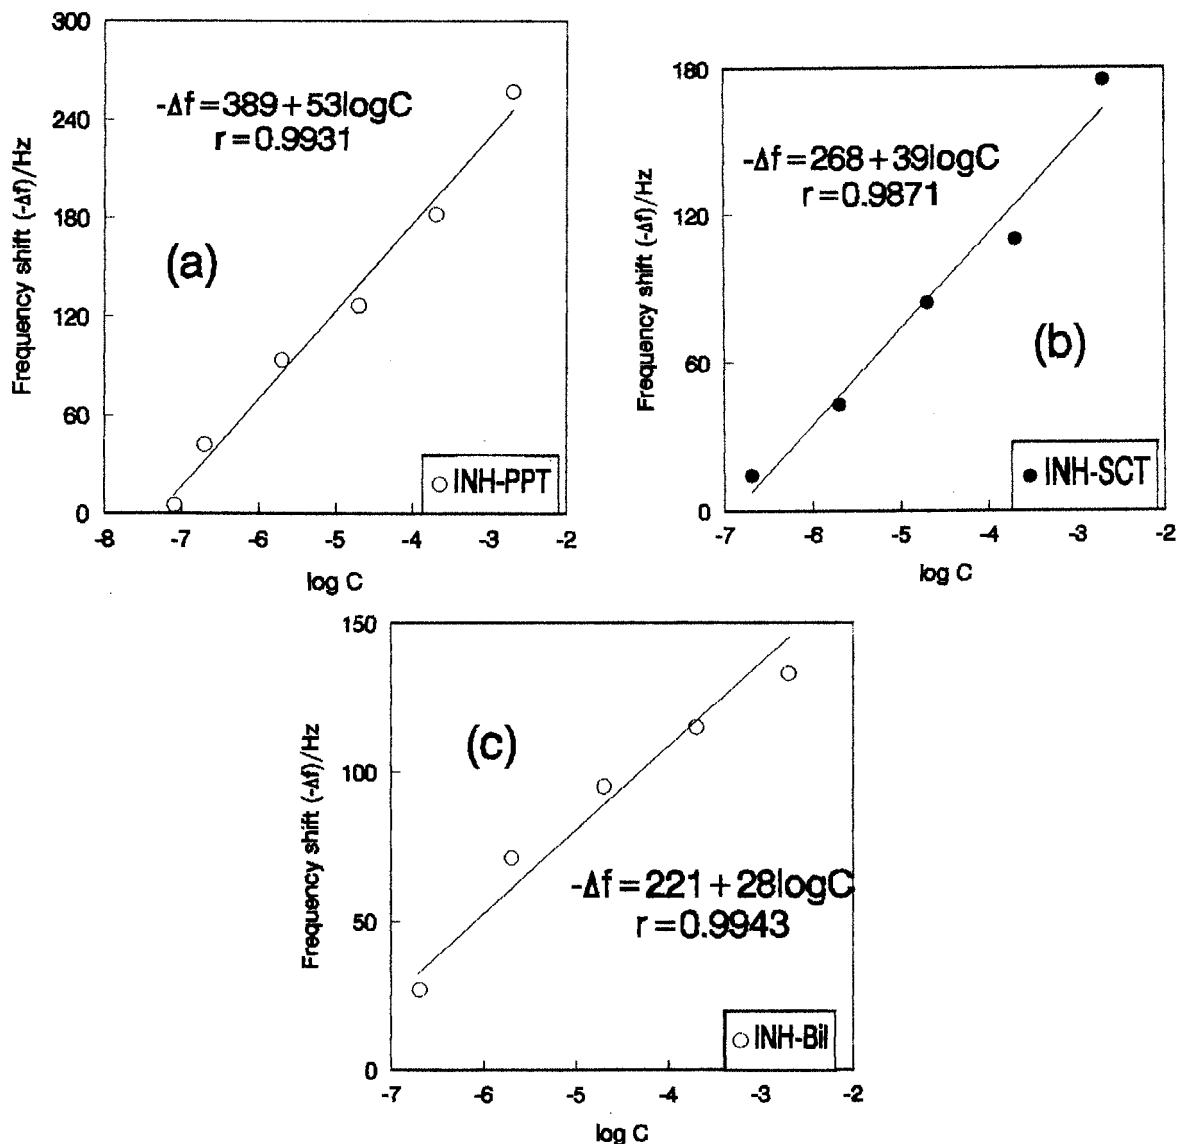 300
240
180
120
60
0
-8 -7 -6 -5 -4 -3 -2
Frequency shift (-Δf)/Hz
log C
-Δf=389+53logC
r=0.9931
(a)
INH-PPT
180
120
60
0
-7 -6 -5 -4 -3 -2
Frequency shift (-Δf)/Hz
log C
-Δf=268+39logC
r=0.9871
(b)
INH-SCT
150
100
50
0
-7 -6 -5 -4 -3 -2
Frequency shift (-Δf)/Hz
log C
(c)
-Δf=221+28logC
r=0.9943
INH-Bil